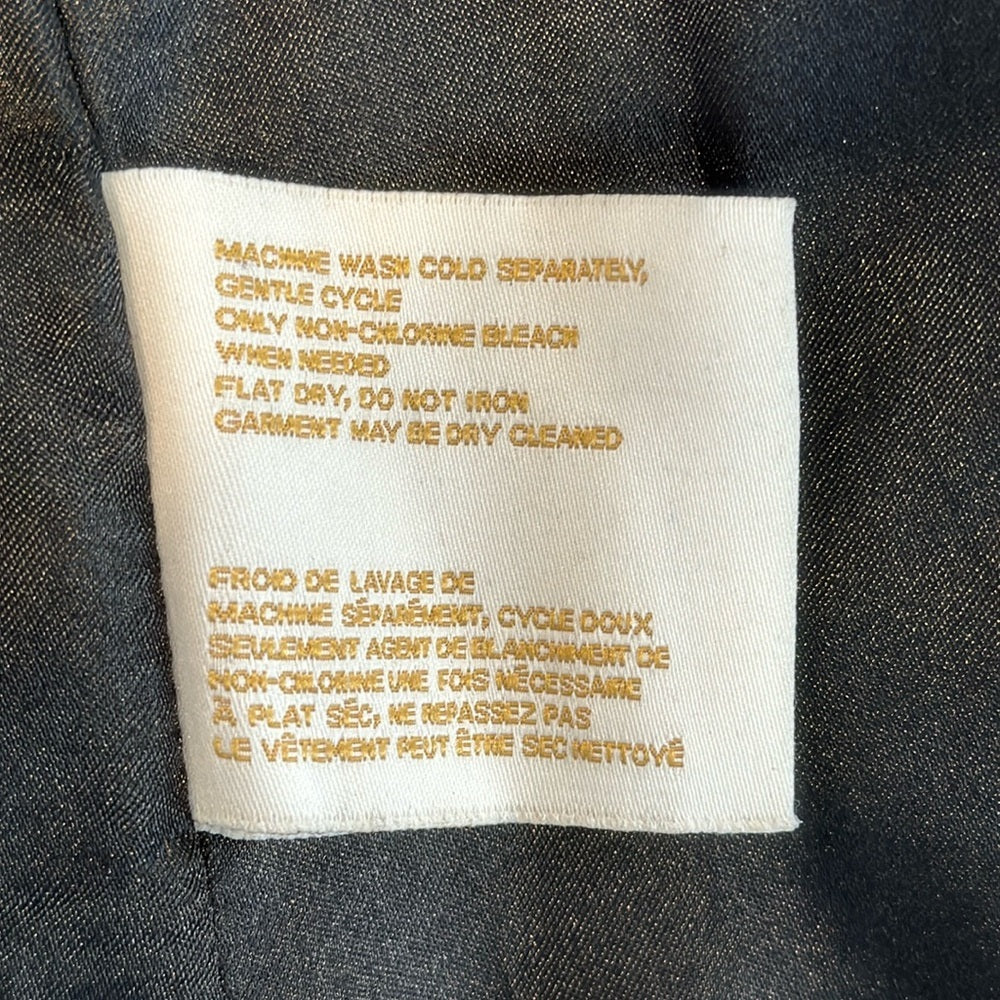 MACHINE WASH COLD SEPARATELY,
GENTLE CYCLE
ONLY NON-CHLORINE BLEACH
WHEN NEEDED
FLAT DRY, DO NOT IRON
GARMENT MAY BE DRY CLEANED
FROID DE LAVAGE DE
MACHINE SÉPARÉMENT, CYCLE DOUX
SEULEMENT AGENT DE BLANCHIMENT DE
NON-CHLORINE UNE FOIS NÉCESSAIRE
À PLAT SÉC, NE REPASSEZ PAS
LE VÊTEMENT PEUT ÊTRE SEC NETTOYÉ